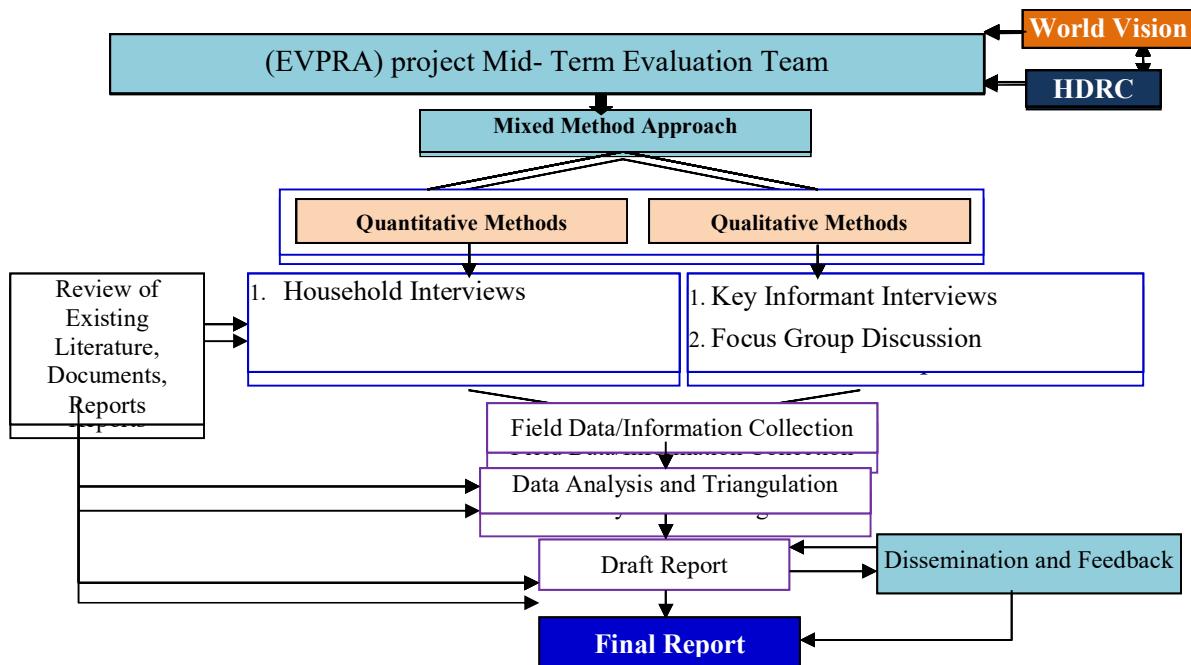 World Vision
(EVPRA) project Mid- Term Evaluation Team
HDRC
Mixed Method Approach
Quantitative Methods
Qualitative Methods
Review of
Existing
Literature,
Documents,
Reports
1. Household Interviews
1. Key Informant Interviews
2. Focus Group Discussion
Field Data/Information Collection
Data Analysis and Triangulation
Draft Report
Dissemination and Feedback
Final Report